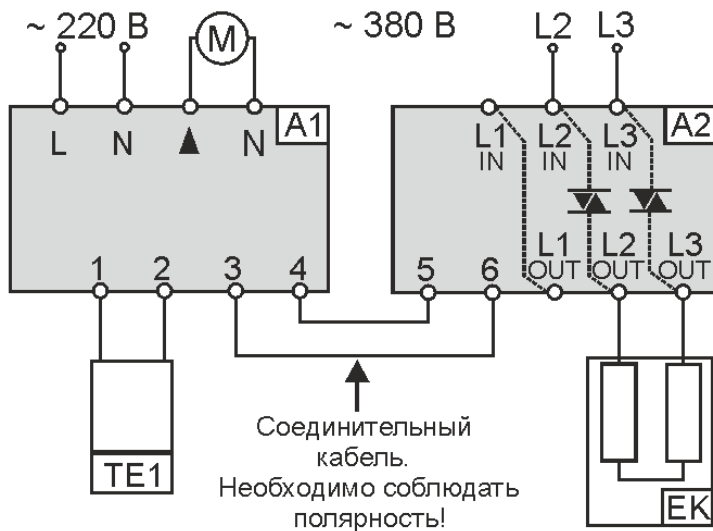 ~ 220 В
М
~ 380 В
L2 L3
A1
L N ▲ N
A2
L1 L2 L3
IN IN IN
L1 L2 L3
OUT OUT OUT
1 2 3 4
5 6
TE1
Соединительный
кабель.
Необходимо соблюдать
полярность!
EK